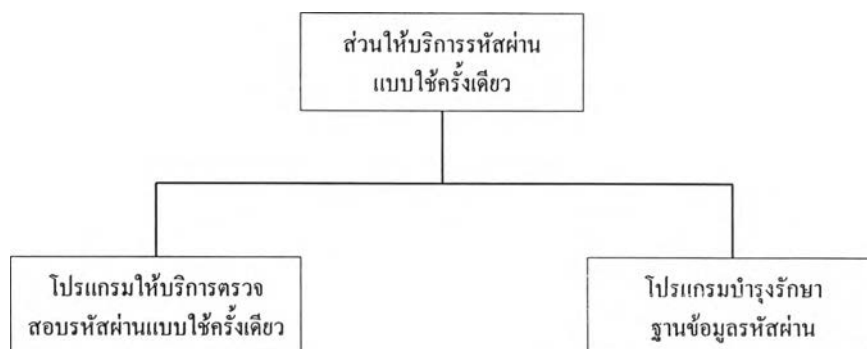 ส่วนให้บริการรหัสผ่าน
แบบใช้ครั้งเดียว
โปรแกรมให้บริการตรวจ
สอบรหัสผ่านแบบใช้ครั้งเดียว
โปรแกรมบำรุงรักษา
ฐานข้อมูลรหัสผ่าน